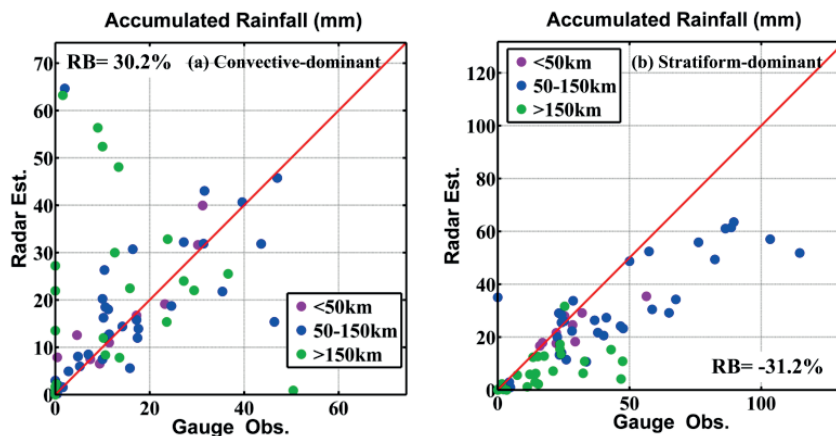 Accumulated Rainfall (mm)
RB= 30.2% (a) Convective-dominant
70
60
50
40
30
20
10
0
Radar Est.
<50km
50-150km
>150km
0 20 40 60
Gauge Obs.
Accumulated Rainfall (mm)
<50km
50-150km
>150km
(b) Stratiform-dominant
120
100
80
60
40
20
0
Radar Est.
RB= -31.2%
0 50 100
Gauge Obs.